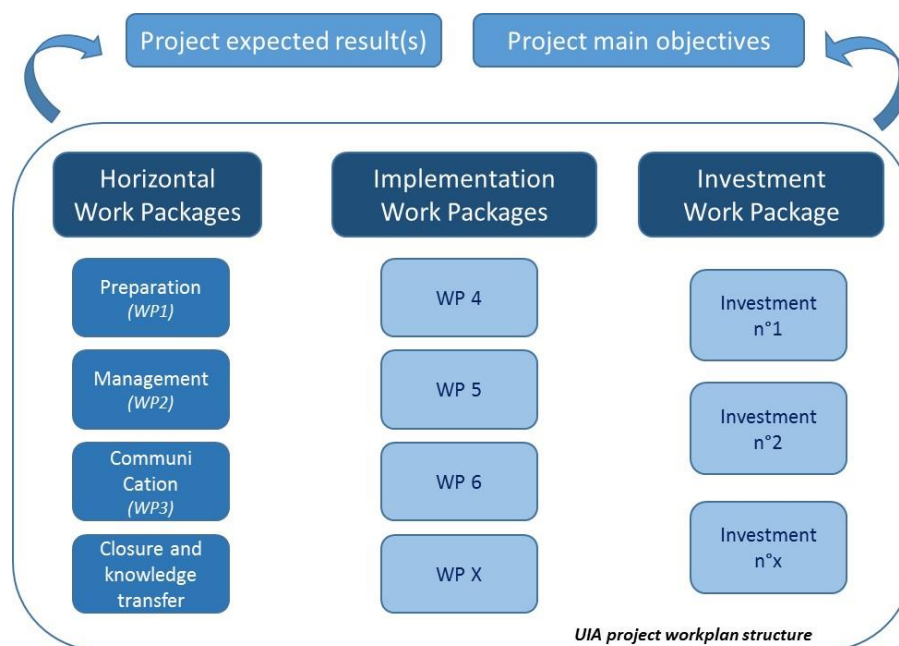 Project expected result(s)
Project main objectives
Horizontal
Work Packages
Preparation
(WP1)
Management
(WP2)
Communi
Cation
(WP3)
Closure and
knowledge
transfer
Implementation
Work Packages
WP 4
WP 5
WP 6
WP X
Investment
Work Package
Investment
n°1
Investment
n°2
Investment
n°x
UIA project workplan structure